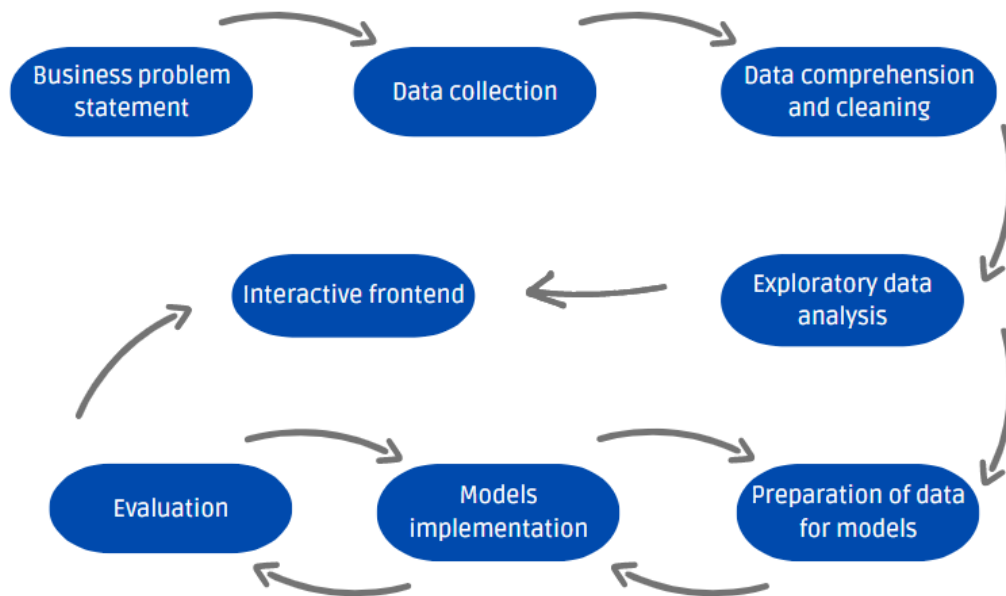 Business problem
statement
Data collection
Data comprehension
and cleaning
Interactive frontend
Exploratory data
analysis
Evaluation
Models
implementation
Preparation of data
for models